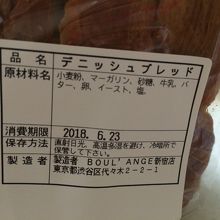 品名 デニッシュブレッド
原材料名 小麦粉、マーガリン、砂糖、牛乳、バ
ター、卵、イースト、塩。
消費期限 2018. 6.23
保存方法 直射日光、高温多湿を避け、冷暗所で
保管して下さい。
製造者 製造者 BOUL'ANGE新宿店
東京都渋谷区代々木2-2-1